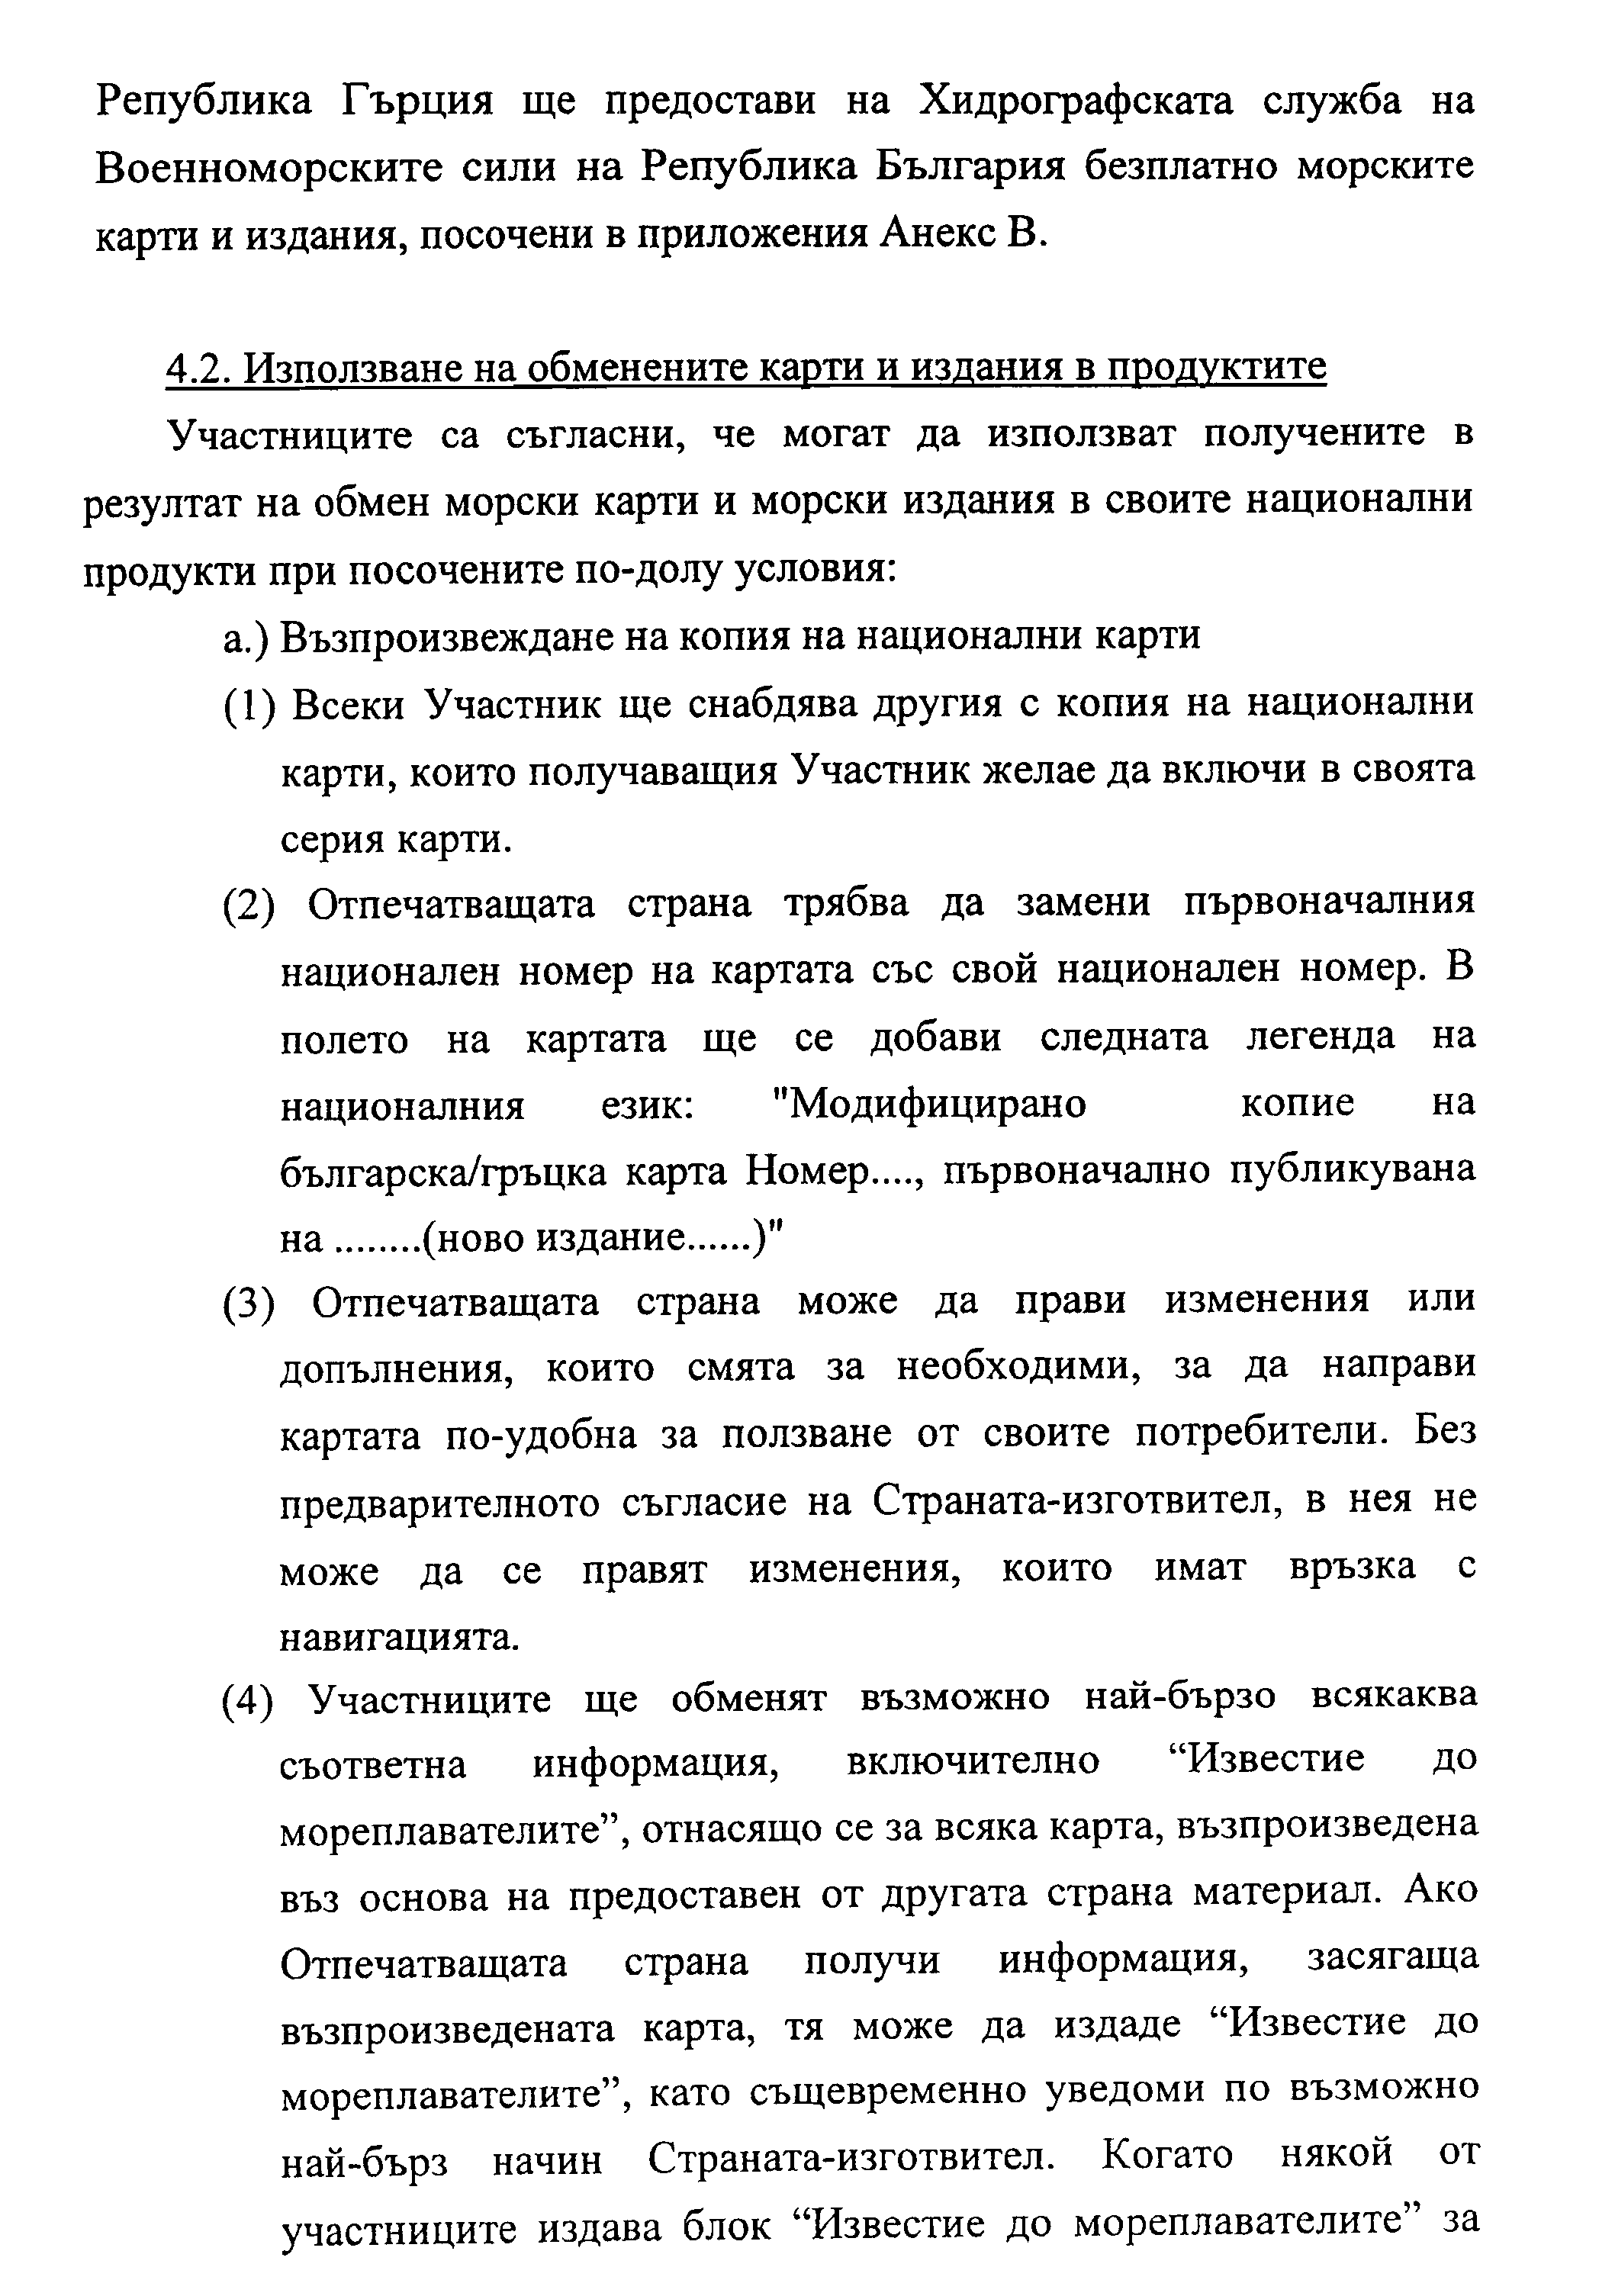 Република Гърция ще предостави на Хидрографската служба на
Военноморските сили на Република България безплатно морските
карти и издания, посочени в приложения Анекс В.
4.2. Използване на обменените карти и издания в продуктите
Участниците са съгласни, че могат да използват получените в
резултат на обмен морски карти и морски издания в своите национални
продукти при посочените по-долу условия:
а.) Възпроизвеждане на копия на национални карти
(1) Всеки Участник ще снабдява другия с копия на национални
карти, които получаващия Участник желае да включи в своята
серия карти.
(2) Отпечатващата страна трябва да замени първоначалния
национален номер на картата със свой национален номер. В
полето на картата ще се добави следната легенда на
националния език: "Модифицирано копие на
българска/гръцка карта Номер...., първоначално публикувана
на ........(ново издание......)"
(3) Отпечатващата страна може да прави изменения или
допълнения, които смята за необходими, за да направи
картата по-удобна за ползване от своите потребители. Без
предварителното съгласие на Страната-изготвител, в нея не
може да се правят изменения, които имат връзка с
навигацията.
(4) Участниците ще обменят възможно най-бързо всякаква
съответна информация, включително “Известие до
мореплавателите”, отнасящо се за всяка карта, възпроизведена
въз основа на предоставен от другата страна материал. Ако
Отпечатващата страна получи информация, засягаща
възпроизведената карта, тя може да издаде “Известие до
мореплавателите”, като същевременно уведоми по възможно
най-бърз начин Страната-изготвител. Когато някой от
участниците издава блок “Известие до мореплавателите” за